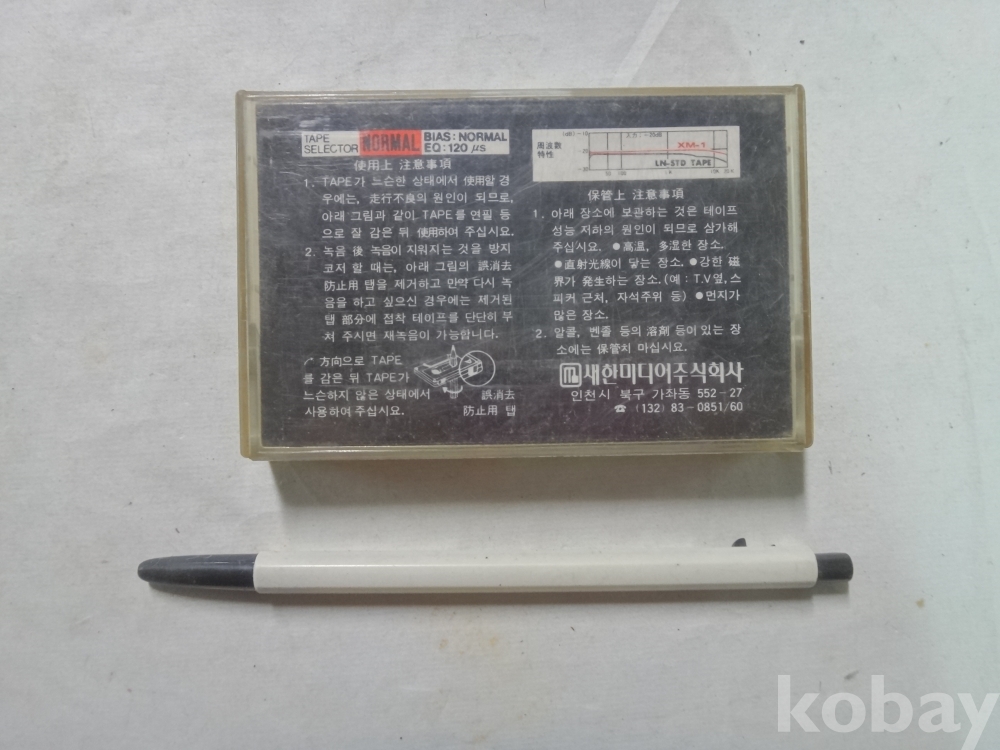 TAPE SELECTOR NORMAL BIAS: NORMAL
EQ: 120 μs
使用上 注意事項
1. TAPE가 느슨한 상태에서 使用할 경
우에는, 走行不良의 원인이 되므로,
아래 그림과 같이 TAPE를 연필 등
으로 잘 감은 뒤 使用하여 주십시요.
2. 녹음 後 녹음이 지워지는 것을 방지
코저 할 때는, 아래 그림의 誤消去
防止用 탭을 제거하고 만약 다시 녹
음을 하고 싶으신 경우에는 제거된
탭 部分에 접착 테이프를 단단히 부
쳐 주시면 재녹음이 가능합니다.
方向으로 TAPE
를 감은 뒤 TAPE가
느슨하지 않은 상태에서
사용하여 주십시요.
誤消去
防止用 탭
周波數
特性
XM-1
LN-STD TAPE
保管上 注意事項
1. 아래 장소에 보관하는 것은 테이프
성능 저하의 원인이 되므로 삼가해
주십시요. ●高温, 多湿한 장소.
●直射光線이 닿는 장소. ●강한 磁
界가 発生하는 장소.(예 : T.V옆, 스
피커 근처, 자석주위 등) ●먼지가
많은 장소.
2. 알콜, 벤졸 등의 溶劑 등이 있는 장
소에는 保管치 마십시요.
새한미디어주식회사
인천시 북구 가좌동 552-27
☎ (132) 83-0851/60
kobay